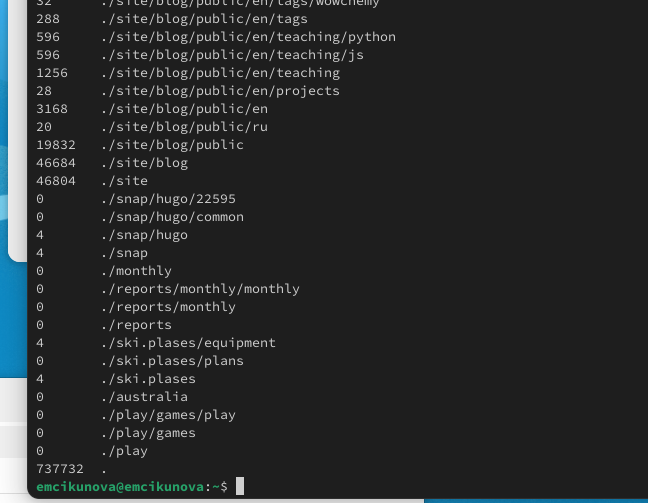 32 ./site/blog/public/en/tags/wowchemy
288 ./site/blog/public/en/tags
596 ./site/blog/public/en/teaching/python
596 ./site/blog/public/en/teaching/js
1256 ./site/blog/public/en/teaching
28 ./site/blog/public/en/projects
3168 ./site/blog/public/en
20 ./site/blog/public/ru
19832 ./site/blog/public
46684 ./site/blog
46804 ./site
0 ./snap/hugo/22595
0 ./snap/hugo/common
4 ./snap/hugo
4 ./snap
0 ./monthly
0 ./reports/monthly/monthly
0 ./reports/monthly
0 ./reports
4 ./ski.plases/equipment
0 ./ski.plases/plans
4 ./ski.plases
0 ./australia
0 ./play/games/play
0 ./play/games
0 ./play
737732 .
emcikunova@emcikunova:~$